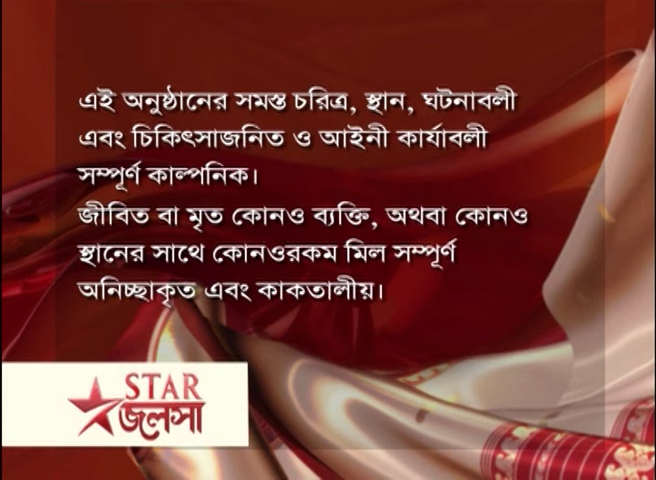 এই অনুষ্ঠানের সমস্ত চরিত্র, স্থান, ঘটনাবলী
এবং চিকিৎসাজনিত ও আইনী কার্যাবলী
সম্পূর্ণ কাল্পনিক।
জীবিত বা মৃত কোনও ব্যক্তি, অথবা কোনও
স্থানের সাথে কোনওরকম মিল সম্পূর্ণ
অনিচ্ছাকৃত এবং কাকতালীয়।
STAR
জলসা